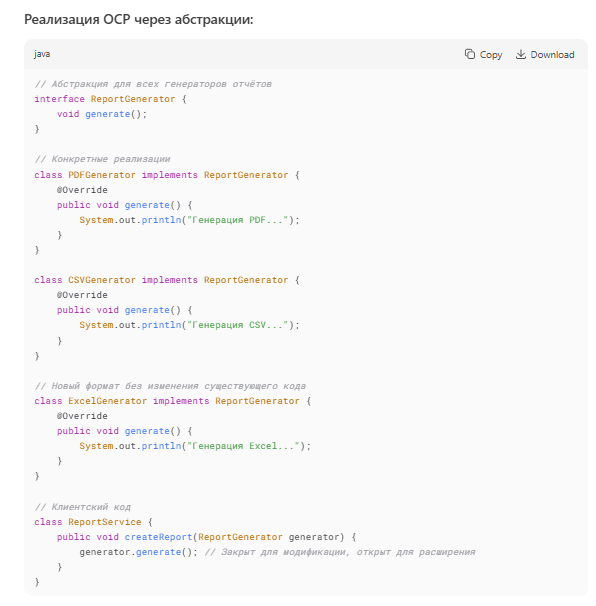 Реализация OCP через абстракции:
java
Copy
Download
// Абстракция для всех генераторов отчётов
interface ReportGenerator {
    void generate();
}

// Конкретные реализации
class PDFGenerator implements ReportGenerator {
    @Override
    public void generate() {
        System.out.println("Генерация PDF...");
    }
}

class CSVGenerator implements ReportGenerator {
    @Override
    public void generate() {
        System.out.println("Генерация CSV...");
    }
}

// Новый формат без изменения существующего кода
class ExcelGenerator implements ReportGenerator {
    @Override
    public void generate() {
        System.out.println("Генерация Excel...");
    }
}

// Клиентский код
class ReportService {
    public void createReport(ReportGenerator generator) {
        generator.generate(); // Закрыт для модификации, открыт для расширения
    }
}